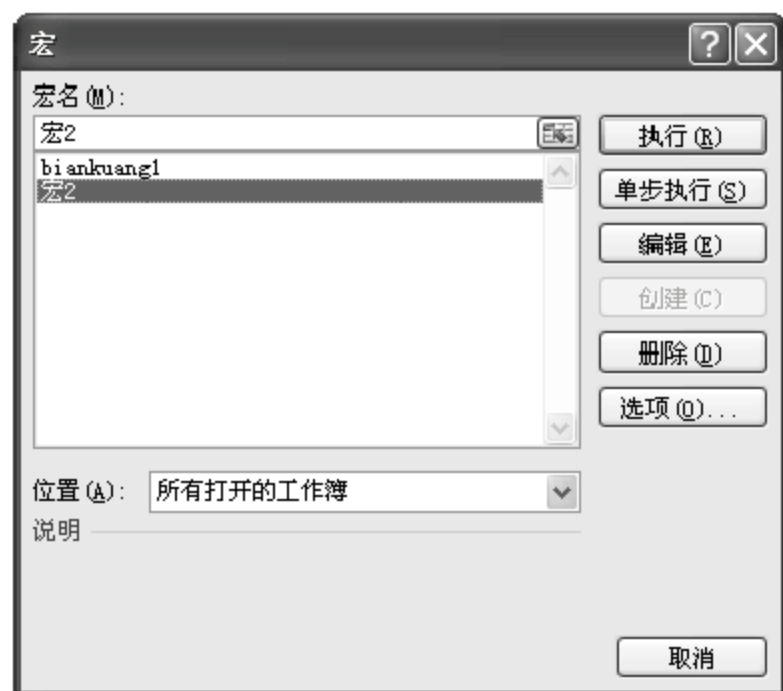 宏
宏名(M):
宏2
执行(R)
biankuang1
宏2
单步执行(S)
编辑(E)
创建(C)
删除(D)
选项(O)...
位置(A): 所有打开的工作簿
说明
取消